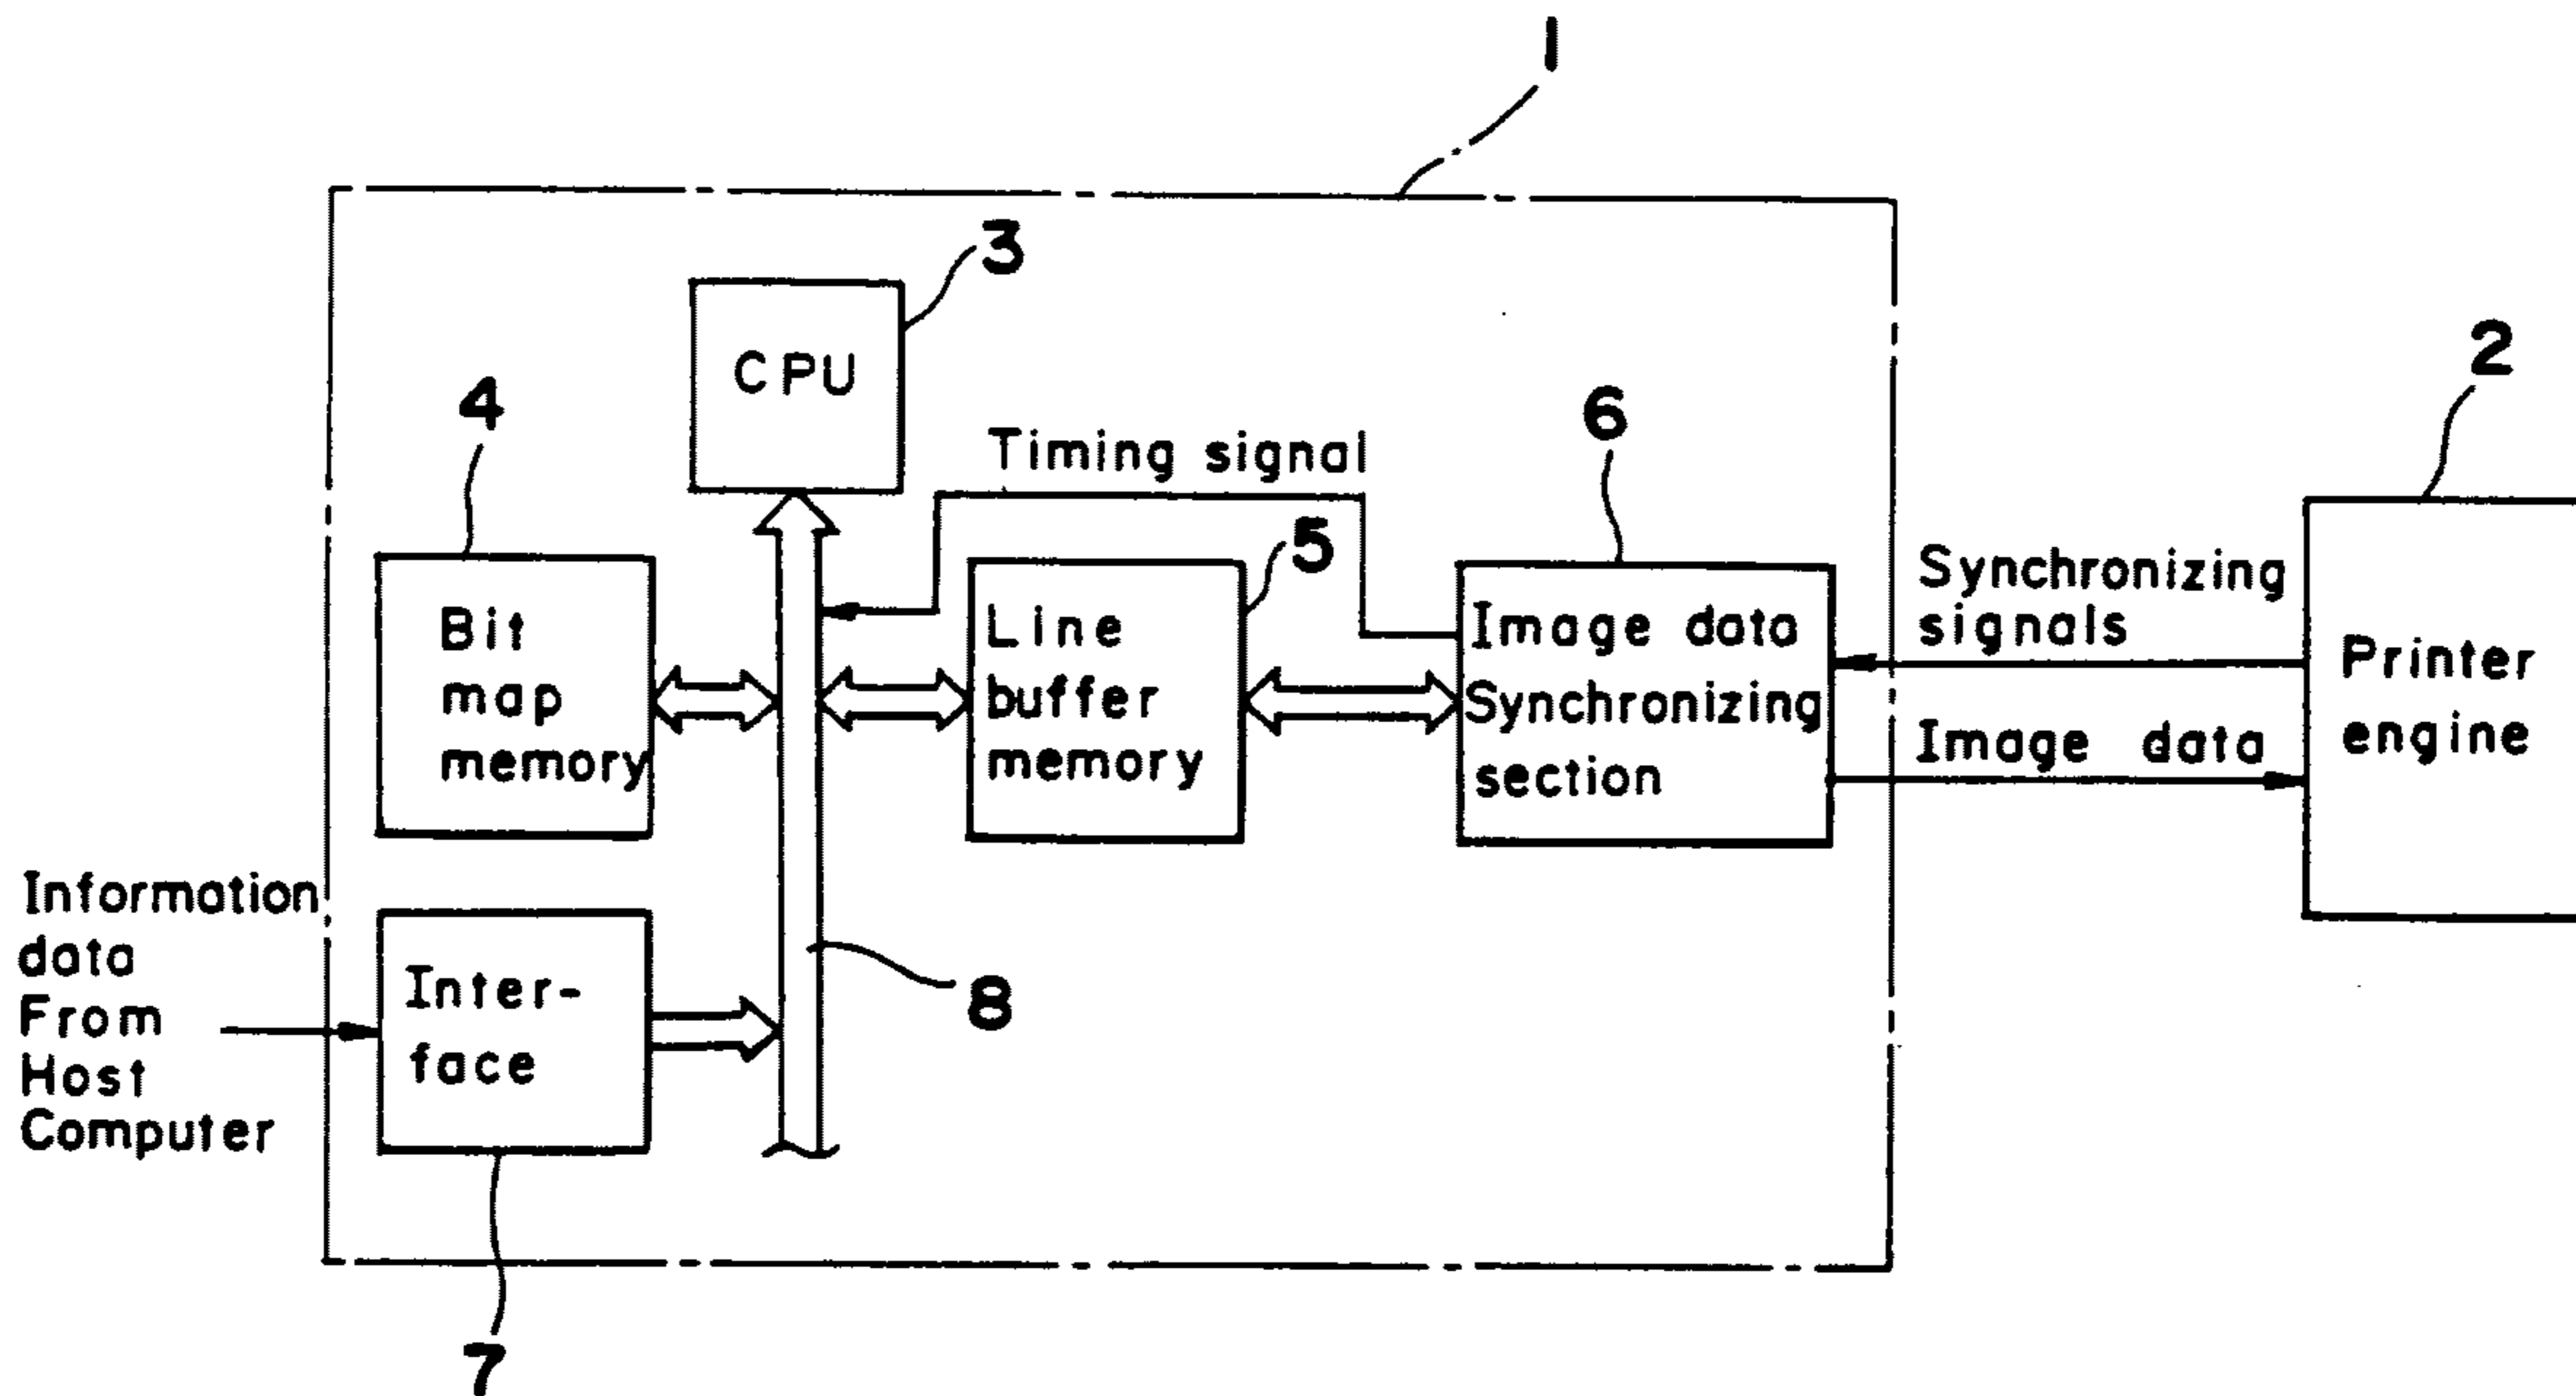 1
3
CPU
2
4
6
Timing signal
5
Bit
map
memory
Line
buffer
memory
Image data
Synchronizing
section
Synchronizing
signals
Image data
Printer
engine
Information
data
From
Host
Computer
Inter-
face
8
7